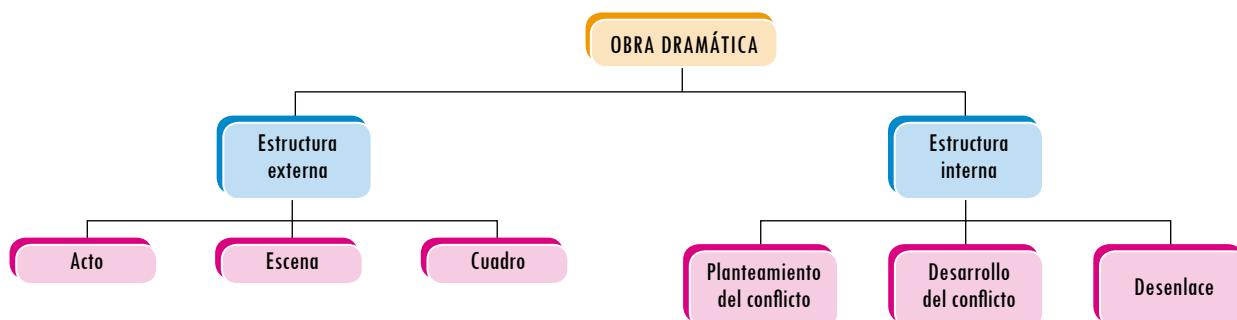 OBRA DRAMÁTICA
Estructura
externa
Estructura
interna
Acto
Escena
Cuadro
Planteamiento
del conflicto
Desarrollo
del conflicto
Desenlace